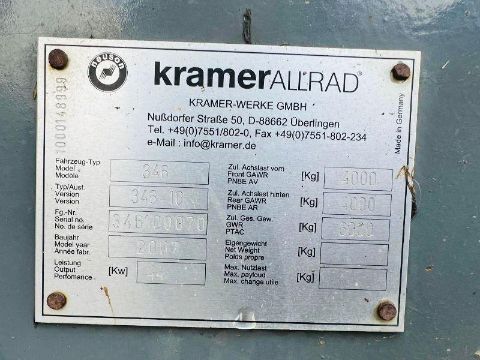 neuson
kramerALLRAD®
KRAMER-WERKE GMBH
Nußdorfer Straße 50, D-88662 Überlingen
Tel. +49(0)7551/802-0, Fax +49(0)7551-802-234
e-Mail : info@kramer.de
Made in Germany
1000148999
Fahrzeug-Typ
Model
Modèle
346
Zul. Achslast vorn
Front GAWR
PNBE AV
[Kg]
4000
Typ/Ausf.
Version
Version
Zul. Achslast hinten
Rear GAWR
PNBE AR
[Kg]
Fg.-Nr.
Serial no.
No. de série
Zul. Ges. Gew.
GWR
PTAC
[Kg]
Baujahr
Model year
Année fabr.
2007
Eigengewicht
Net Weight
Poids propre
[Kg]
Leistung
Output
Performance
[Kw]
Max. Nutzlast
Max. payload
Max. charge utile
[Kg]